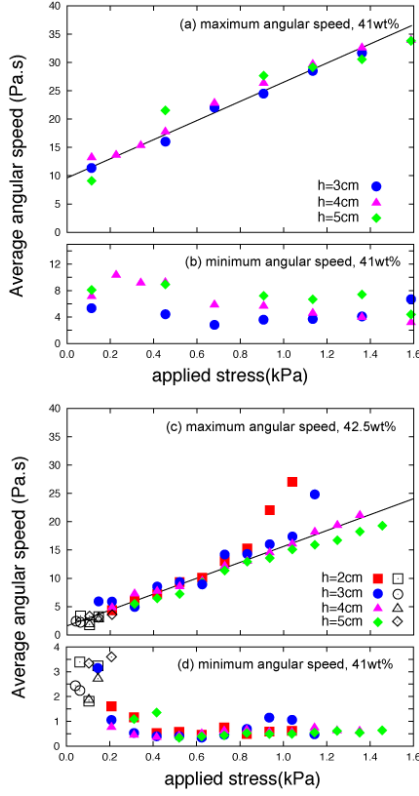 40
(a) maximum angular speed, 41wt%
35
30
25
20
15
10
5
0
h=3cm
h=4cm
h=5cm
Average angular speed (Pa.s)
(b) minimum angular speed, 41wt%
12
8
4
0
0.0 0.2 0.4 0.6 0.8 1.0 1.2 1.4 1.6
applied stress(kPa)
40
(c) maximum angular speed, 42.5wt%
35
30
25
20
15
10
5
0
h=2cm
h=3cm
h=4cm
h=5cm
Average angular speed (Pa.s)
(d) minimum angular speed, 41wt%
4
3
2
1
0
0.0 0.2 0.4 0.6 0.8 1.0 1.2 1.4 1.6
applied stress(kPa)